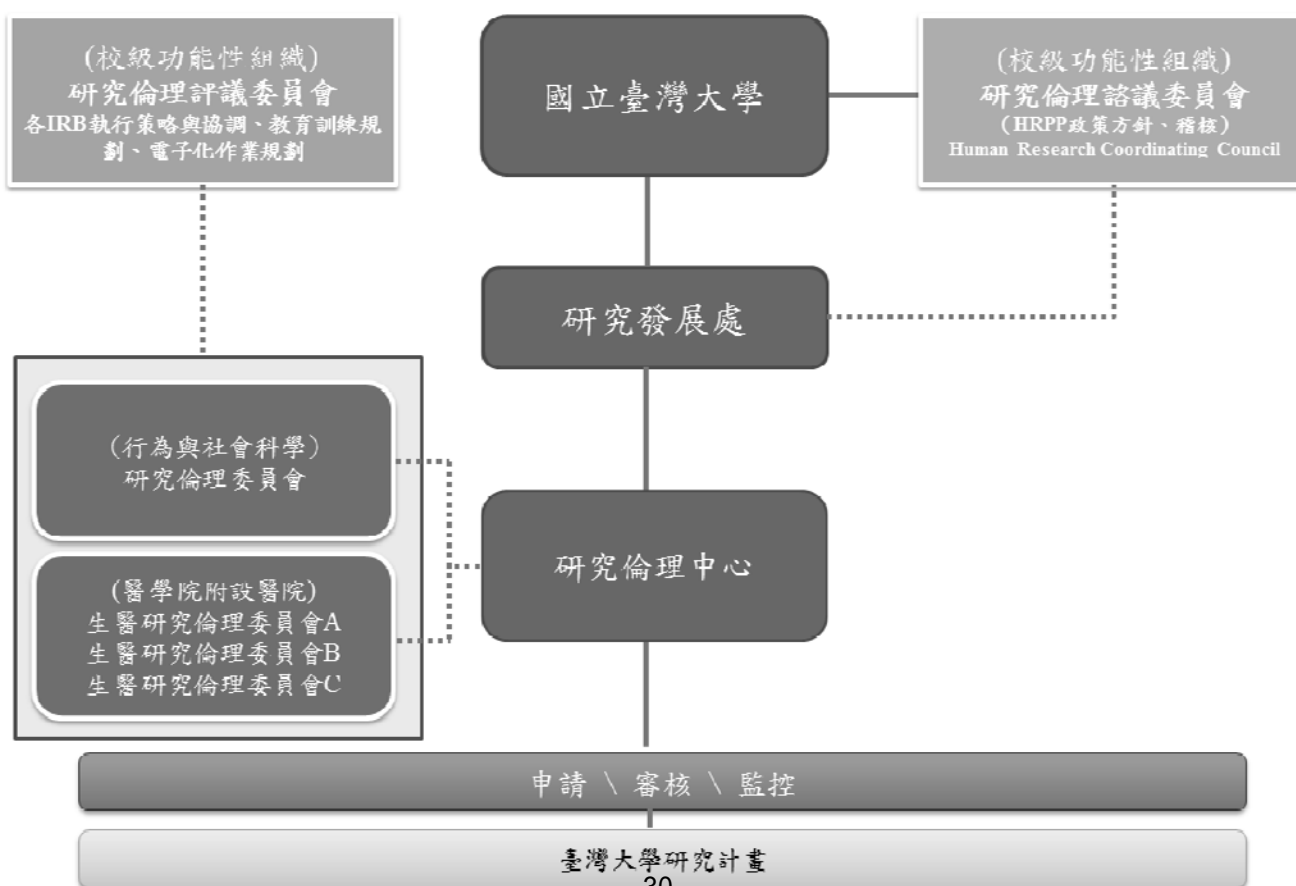 (校級功能性組織)
研究倫理評議委員會
各IRB執行策略與協調、教育訓練規
劃、電子化作業規劃
國立臺灣大學
(校級功能性組織)
研究倫理諮議委員會
(HRPP政策方針、稽核)
Human Research Coordinating Council
研究發展處
(行為與社會科學)
研究倫理委員會
(醫學院附設醫院)
生醫研究倫理委員會A
生醫研究倫理委員會B
生醫研究倫理委員會C
研究倫理中心
申請 \ 審核 \ 監控
臺灣大學研究計畫
30